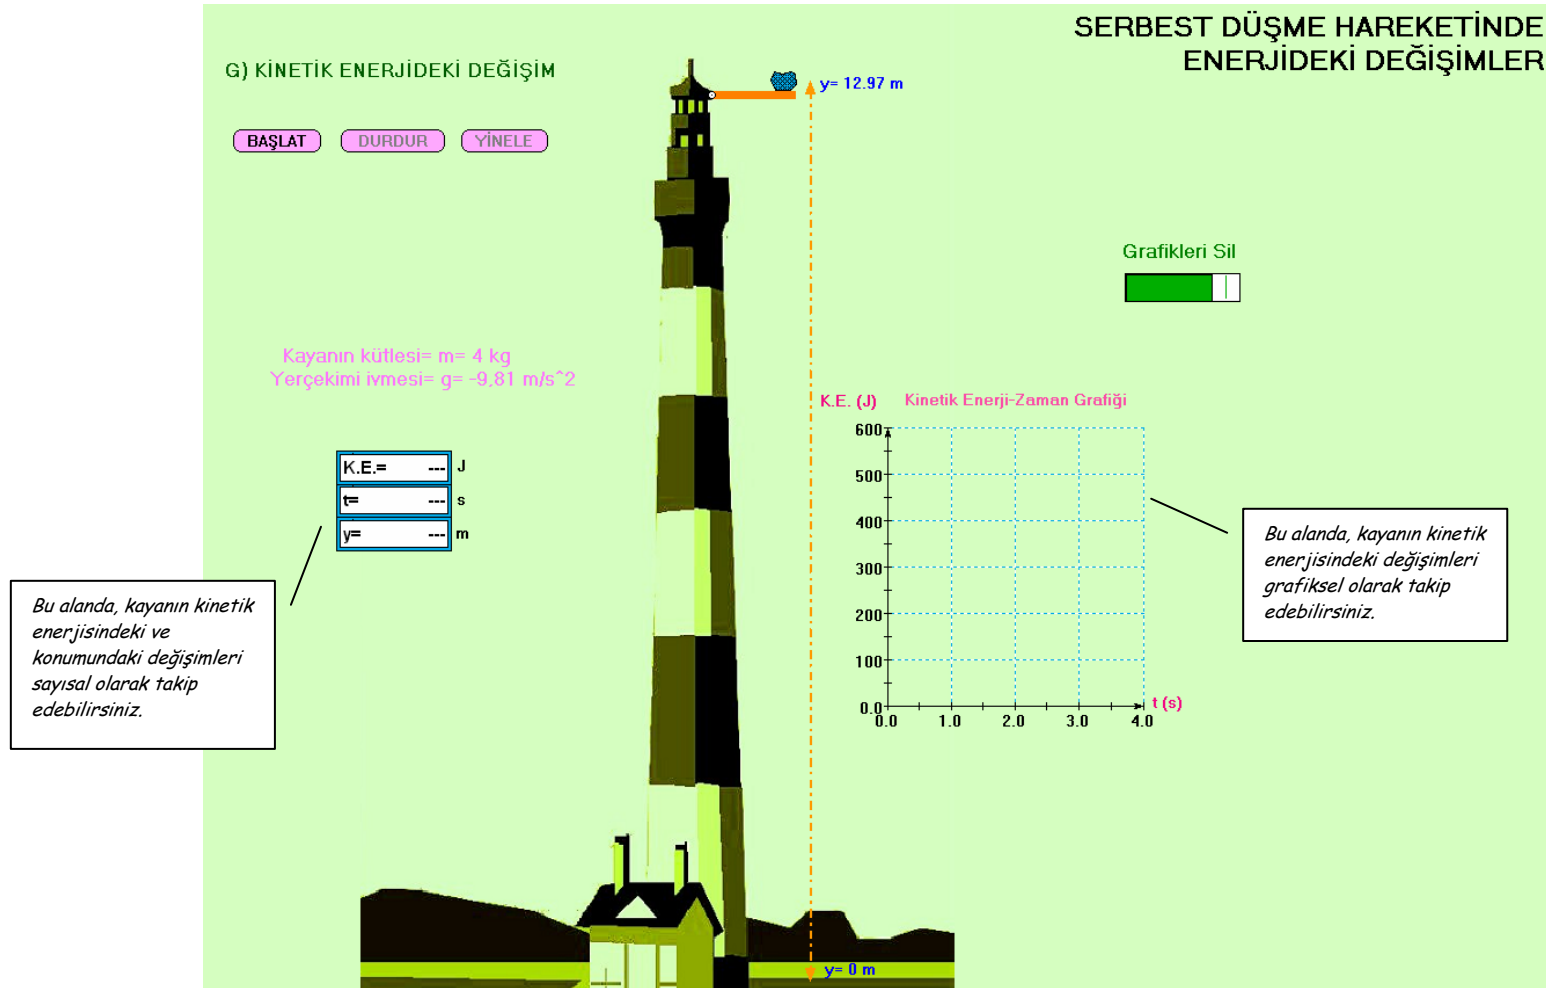 SERBEST DÜŞME HAREKETİNDE
ENERJİDEKİ DEĞİŞİMLER
G) KİNETİK ENERJİDEKİ DEĞİŞİM
y= 12.97 m
BAŞLAT
DURDUR
YİNELE
Grafikleri Sil
Kayanın kütlesi= m= 4 kg
Yerçekimi ivmesi= g= -9,81 m/s^2
K.E.= --- J
t= --- s
y= --- m
Bu alanda, kayanın kinetik
enerjisindeki ve
konumundaki değişimleri
sayısal olarak takip
edebilirsiniz.
K.E. (J)
Kinetik Enerji-Zaman Grafiği
600
500
400
300
200
100
0.0
0.0 1.0 2.0 3.0 4.0
t (s)
Bu alanda, kayanın kinetik
enerjisindeki değişimleri
grafiksel olarak takip
edebilirsiniz.
y= 0 m